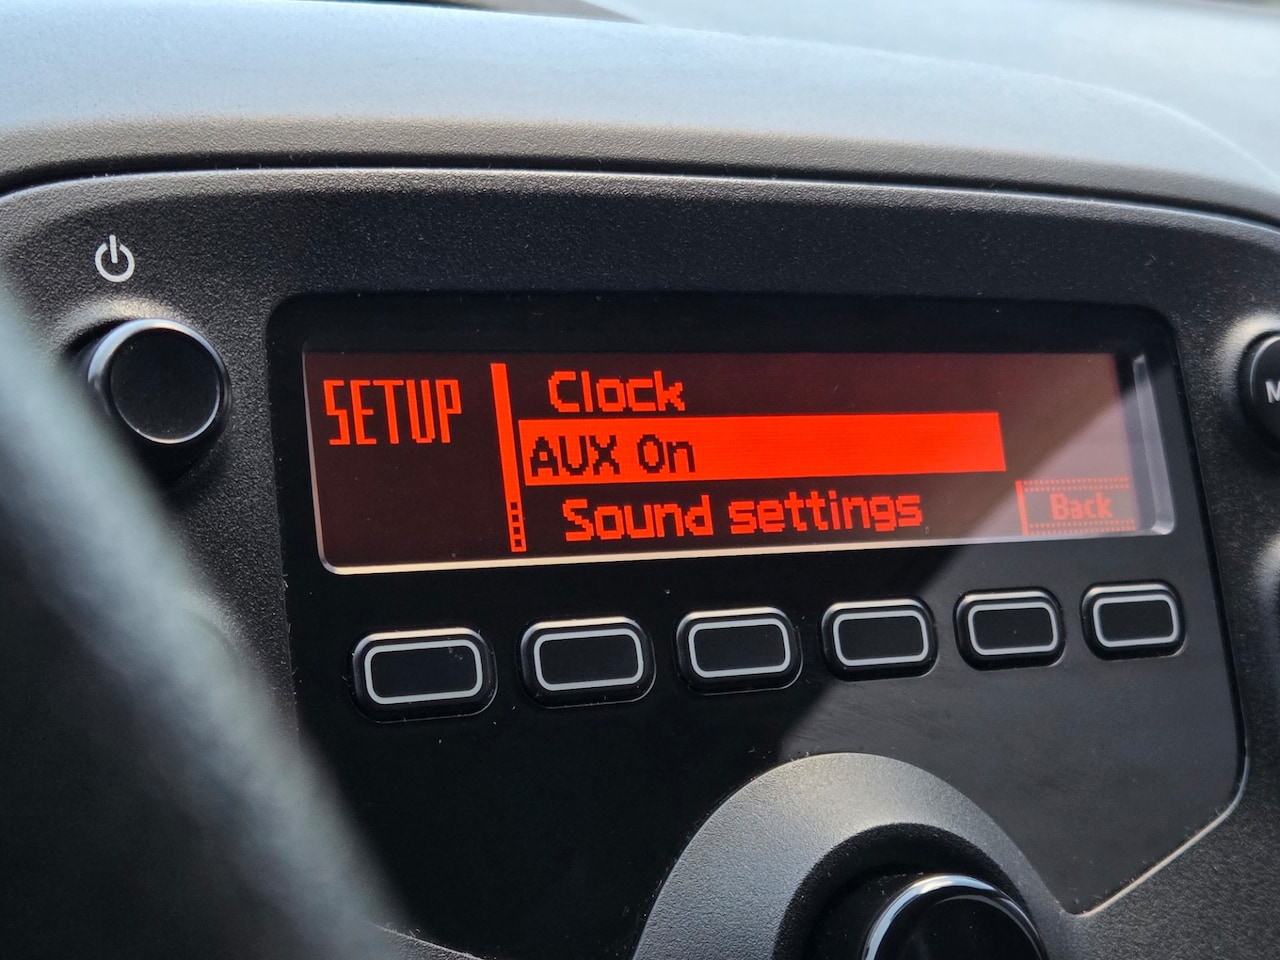 SETUP
Clock
AUX On
Sound settings
Back
M